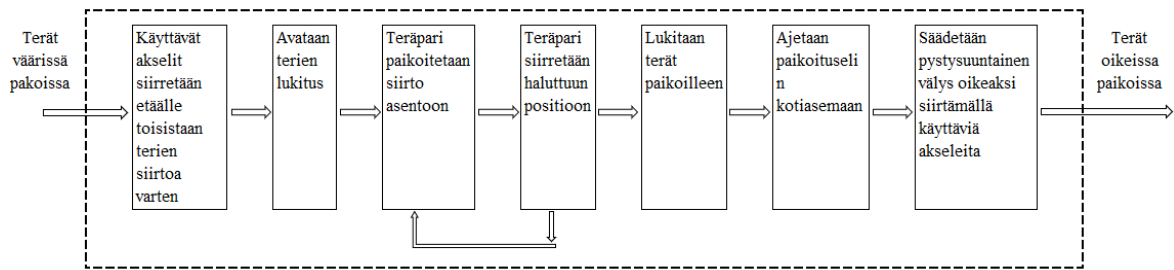 Terät
väärissä
pakoissa
Käyttävät
akselit
siirretään
etäälle
toisistaan
terien
siirtoa
varten
Avataan
terien
lukitus
Teräpari
paikoitetaan
siirto
asentoon
Teräpari
siirretään
haluttuun
positioon
Lukitaan
terät
paikoilleen
Ajetaan
paikoituseli
n
kotiasemaan
Säädetään
pystysuuntainen
välys oikeaksi
siirtämällä
käyttäviä
akseleita
Terät
oikeissa
paikoissa